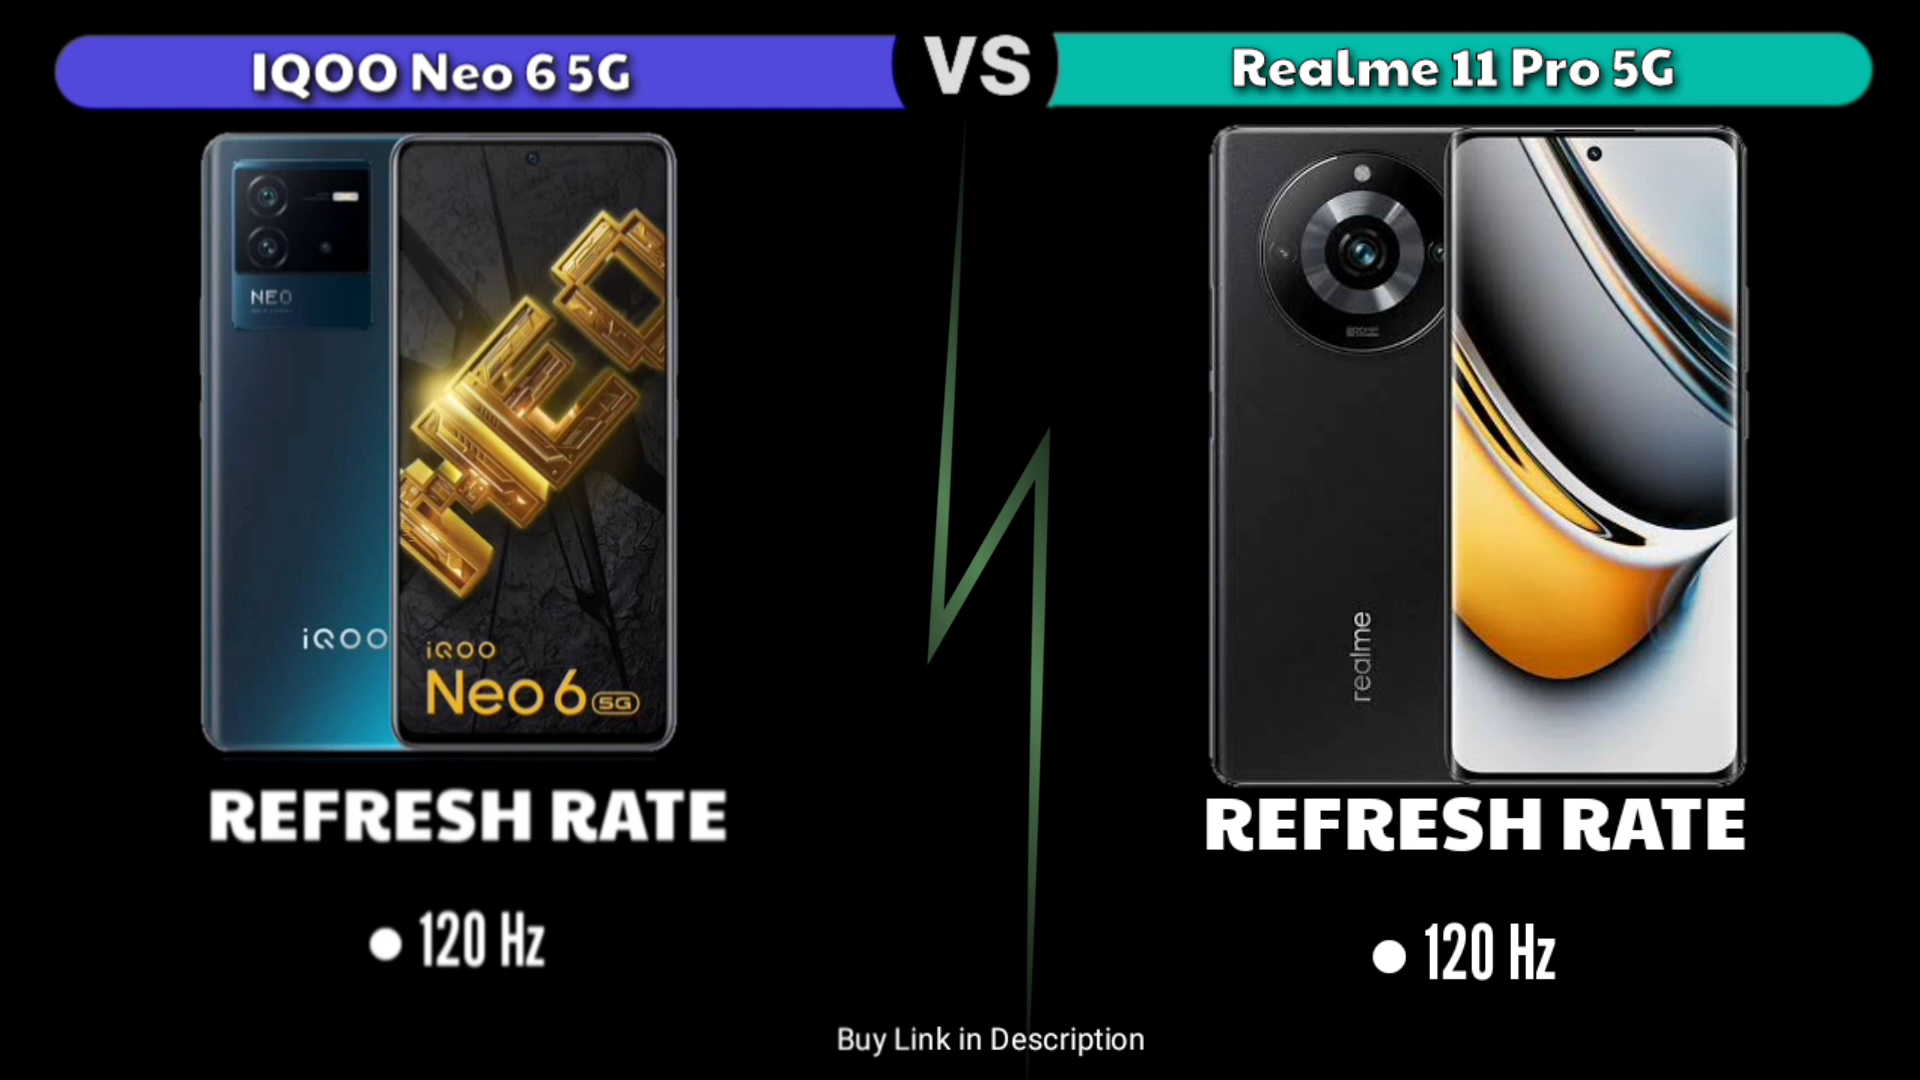 IQOO Neo 6 5G
VS
Realme 11 Pro 5G
NEO
iQOO
NEO
iQOO
Neo 6 5G
realme
REFRESH RATE
REFRESH RATE
● 120 Hz
● 120 Hz
Buy Link in Description